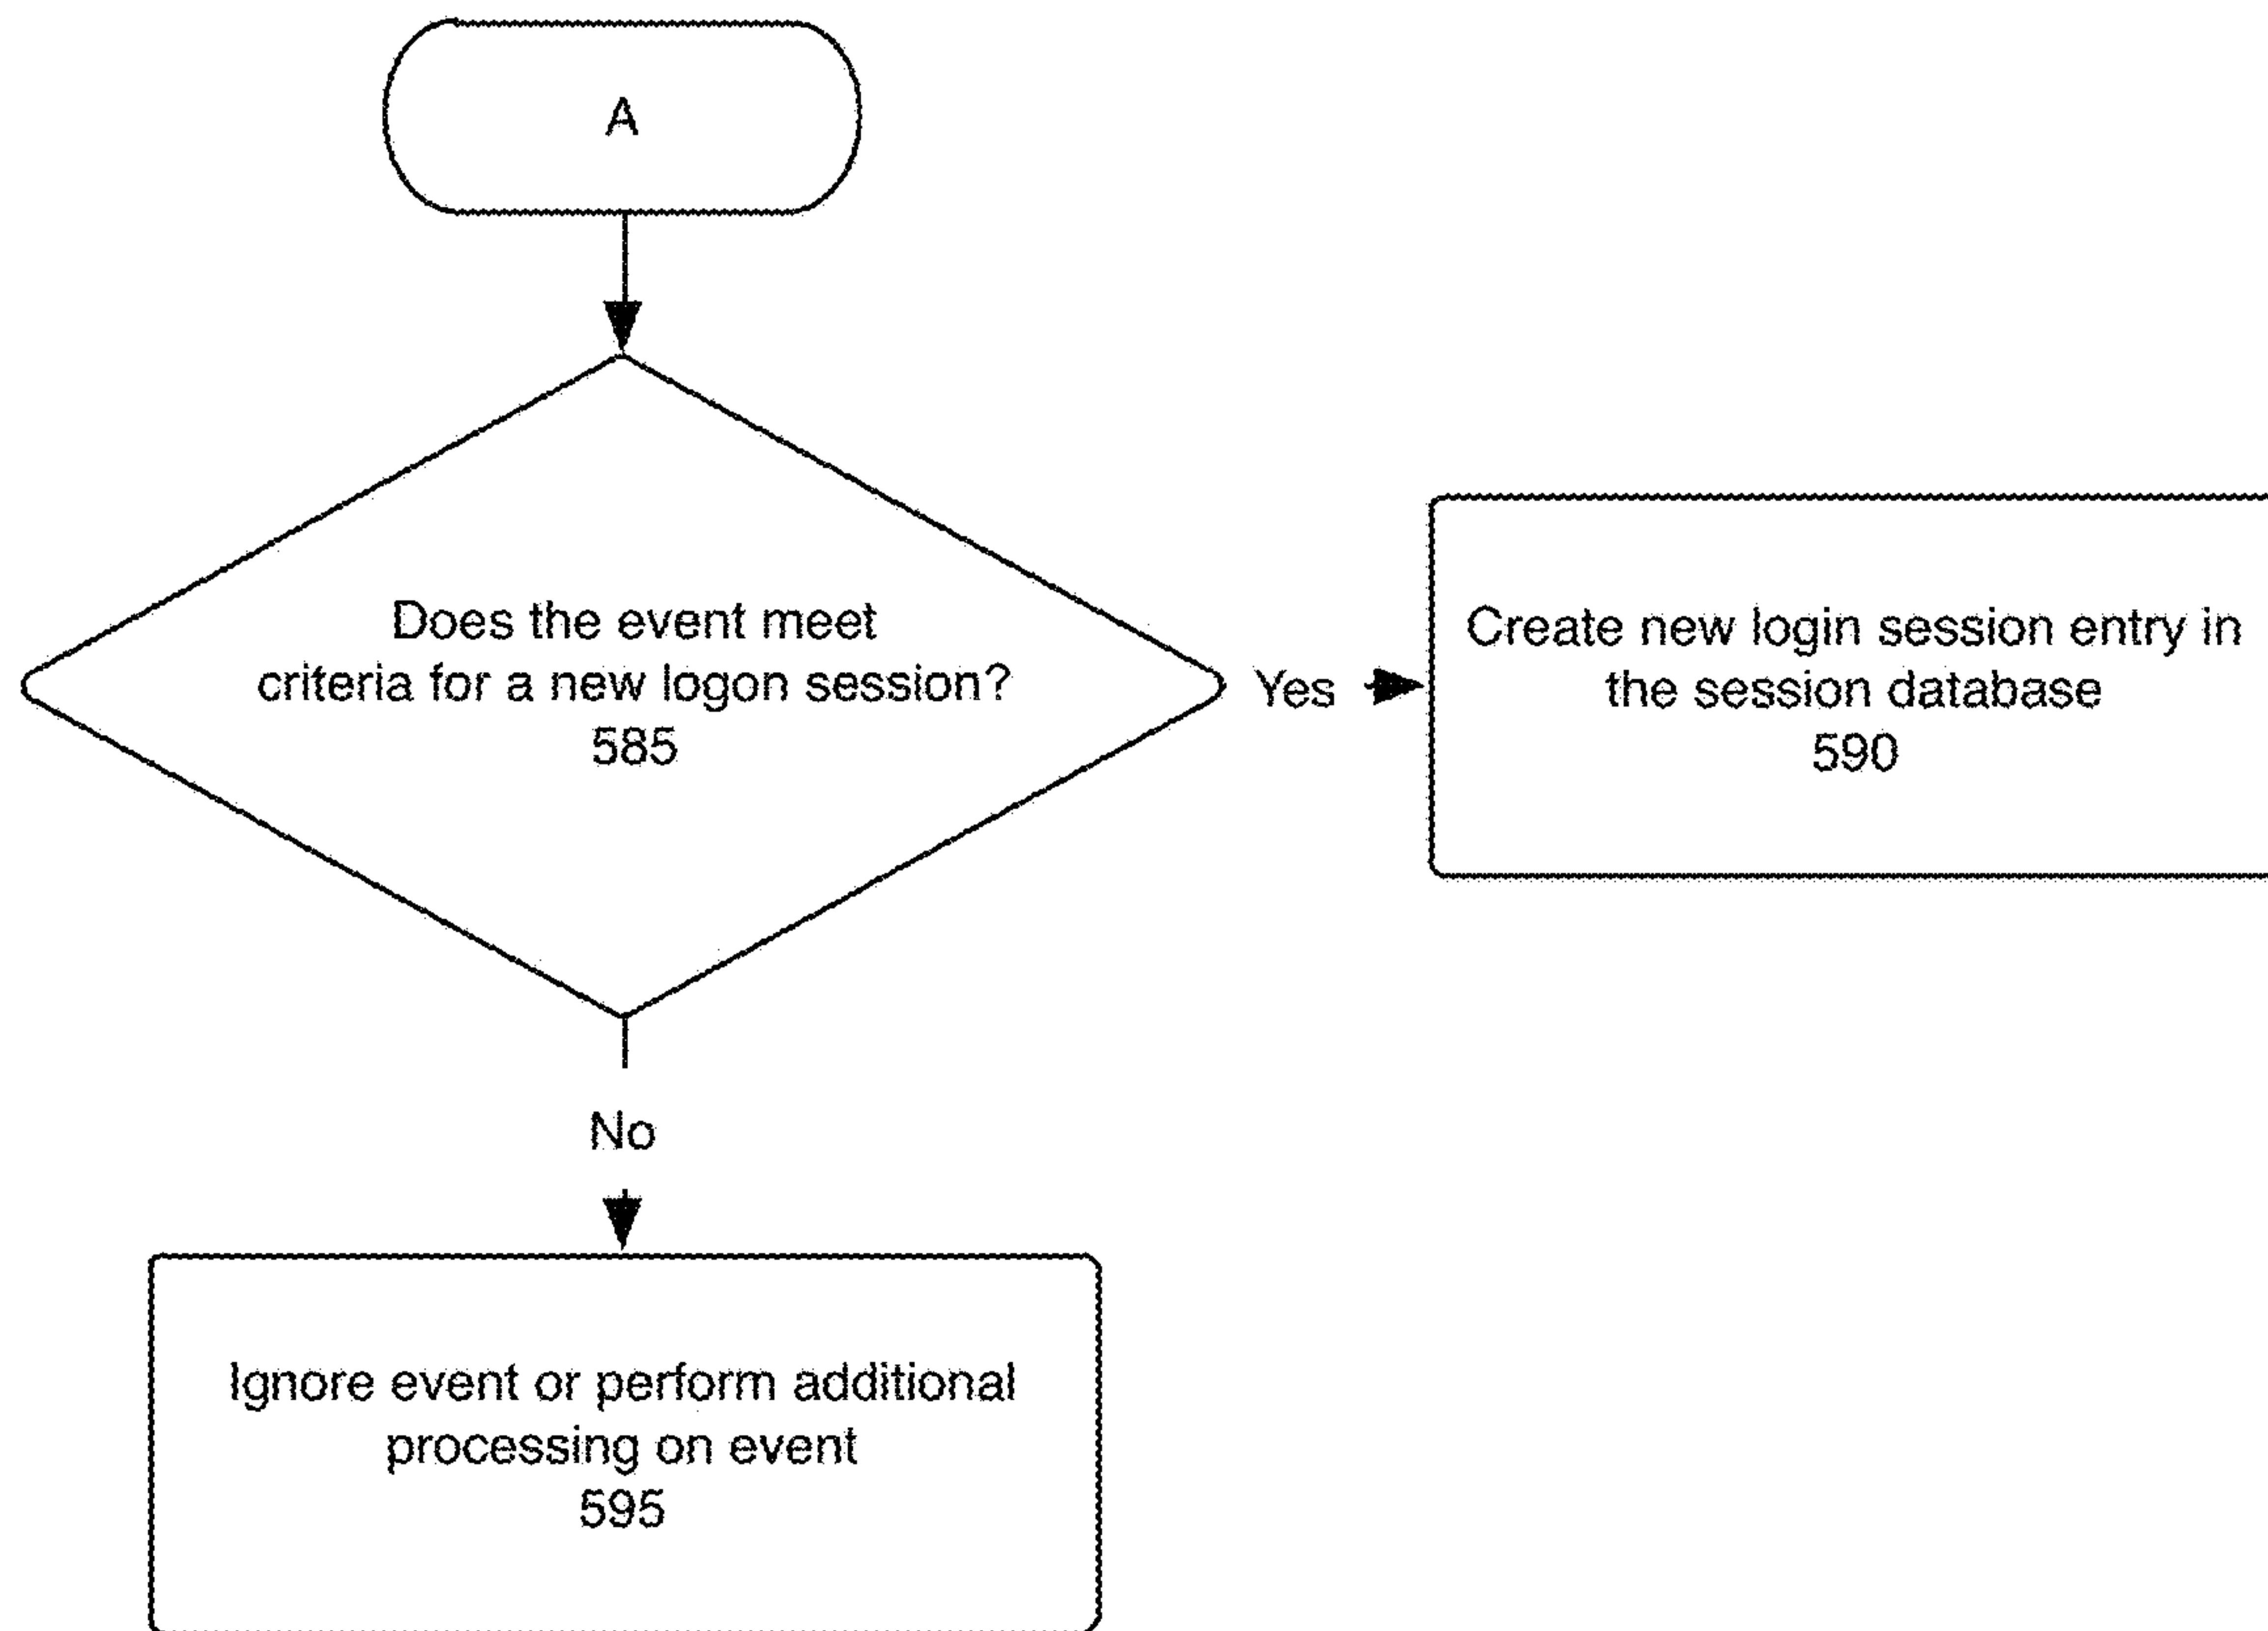 A
Does the event meet
criteria for a new logon session?
585
Yes
Create new login session entry in
the session database
590
No
Ignore event or perform additional
processing on event
595